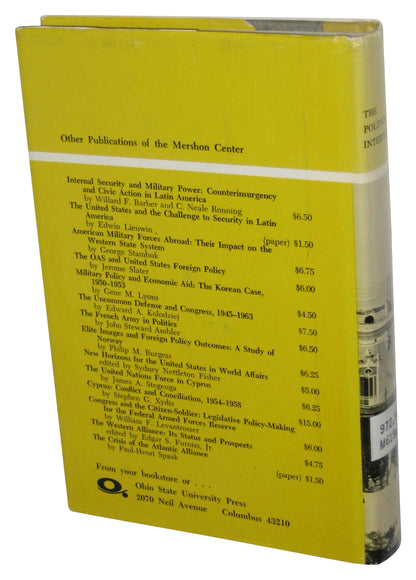 Other Publications of the Mershon Center
Internal Security and Military Power: Counterinsurgency
and Civic Action in Latin America
by Willard F. Barber and C. Neale Ronning $6.50
The United States and the Challenge to Security in Latin
America
by Edwin Lieuwin (paper) $1.50
American Military Forces Abroad: Their Impact on the
Western State System
by George Stambuk $6.75
The OAS and United States Foreign Policy
by Jerome Slater $6.00
Military Policy and Economic Aid: The Korean Case,
1950-1953
by Gene M. Lyons $4.50
The Uncommon Defense and Congress, 1945-1963
by Edward A. Kolodziej $7.50
The French Army in Politics
by John Steward Ambler $6.50
Elite Images and Foreign Policy Outcomes: A Study of
Norway
by Philip M. Burgess $6.25
New Horizons for the United States in World Affairs
edited by Sydney Nettleton Fisher $5.00
The United Nations Force in Cyprus
by James A. Stegenga $6.25
Cyprus: Conflict and Conciliation, 1954-1958
by Stephen G. Xydis $15.00
Congress and the Citizen-Soldier: Legislative Policy-Making
for the Federal Armed Forces Reserve
by William F. Levantrosser $6.00
The Western Alliance: Its Status and Prospects
edited by Edgar S. Furniss, Jr. $4.75
The Crisis of the Atlantic Alliance
by Paul-Henri Spaak (paper) $1.50
From your bookstore or . . .
Ohio State University Press
2070 Neil Avenue Columbus 43210
THE